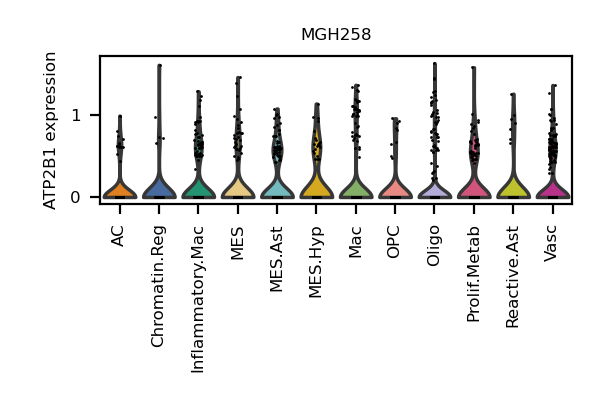 MGH258
ATP2B1 expression
1
0
AC
Chromatin.Reg
Inflammatory.Mac
MES
MES.Ast
MES.Hyp
Mac
OPC
Oligo
Prolif.Metab
Reactive.Ast
Vasc